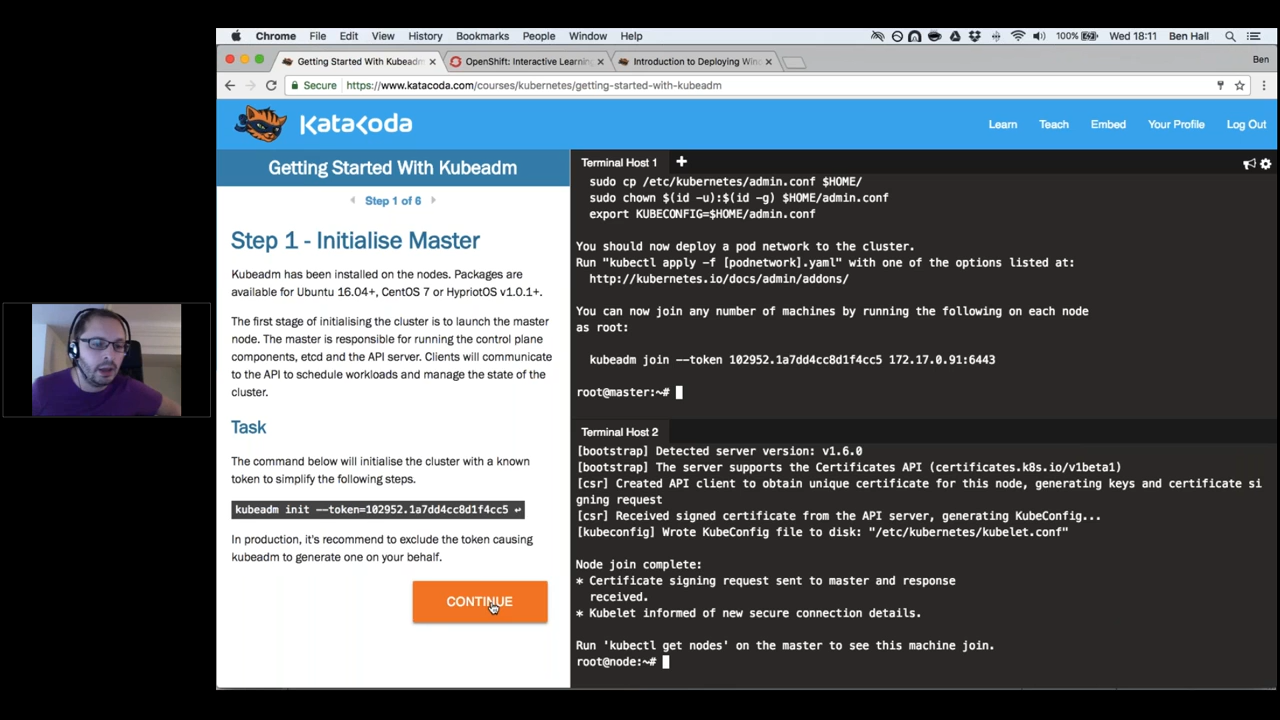 Chrome File Edit View History Bookmarks People Window Help
100% Wed 18:11 Ben Hall
Getting Started With Kubeadm
OpenShift: Interactive Learnin
Introduction to Deploying Win
Ben
Secure https://www.katacoda.com/courses/kubernetes/getting-started-with-kubeadm
Katacoda
Learn Teach Embed Your Profile Log Out
Getting Started With Kubeadm
Step 1 of 6
Step 1 - Initialise Master
Kubeadm has been installed on the nodes. Packages are
available for Ubuntu 16.04+, CentOS 7 or HypriotOS v1.0.1+.
The first stage of initialising the cluster is to launch the master
node. The master is responsible for running the control plane
components, etcd and the API server. Clients will communicate
to the API to schedule workloads and manage the state of the
cluster.
Task
The command below will initialise the cluster with a known
token to simplify the following steps.
kubeadm init --token=102952.1a7dd4cc8d1f4cc5 ↩
In production, it's recommend to exclude the token causing
kubeadm to generate one on your behalf.
CONTINUE
Terminal Host 1 +
sudo cp /etc/kubernetes/admin.conf $HOME/
sudo chown $(id -u):$(id -g) $HOME/admin.conf
export KUBECONFIG=$HOME/admin.conf
You should now deploy a pod network to the cluster.
Run "kubectl apply -f [podnetwork].yaml" with one of the options listed at:
http://kubernetes.io/docs/admin/addons/
You can now join any number of machines by running the following on each node
as root:
kubeadm join --token 102952.1a7dd4cc8d1f4cc5 172.17.0.91:6443
root@master:~#
Terminal Host 2
[bootstrap] Detected server version: v1.6.0
[bootstrap] The server supports the Certificates API (certificates.k8s.io/v1beta1)
[csr] Created API client to obtain unique certificate for this node, generating keys and certificate si
gning request
[csr] Received signed certificate from the API server, generating KubeConfig...
[kubeconfig] Wrote KubeConfig file to disk: "/etc/kubernetes/kubelet.conf"
Node join complete:
* Certificate signing request sent to master and response
received.
* Kubelet informed of new secure connection details.
Run 'kubectl get nodes' on the master to see this machine join.
root@node:~#